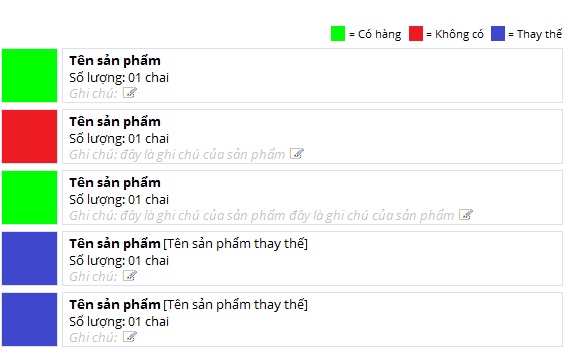 = Có hàng = Không có = Thay thế
Tên sản phẩm
Số lượng: 01 chai
Ghi chú:
Tên sản phẩm
Số lượng: 01 chai
Ghi chú: đây là ghi chú của sản phẩm
Tên sản phẩm
Số lượng: 01 chai
Ghi chú: đây là ghi chú của sản phẩm đây là ghi chú của sản phẩm
Tên sản phẩm [Tên sản phẩm thay thế]
Số lượng: 01 chai
Ghi chú:
Tên sản phẩm [Tên sản phẩm thay thế]
Số lượng: 01 chai
Ghi chú: